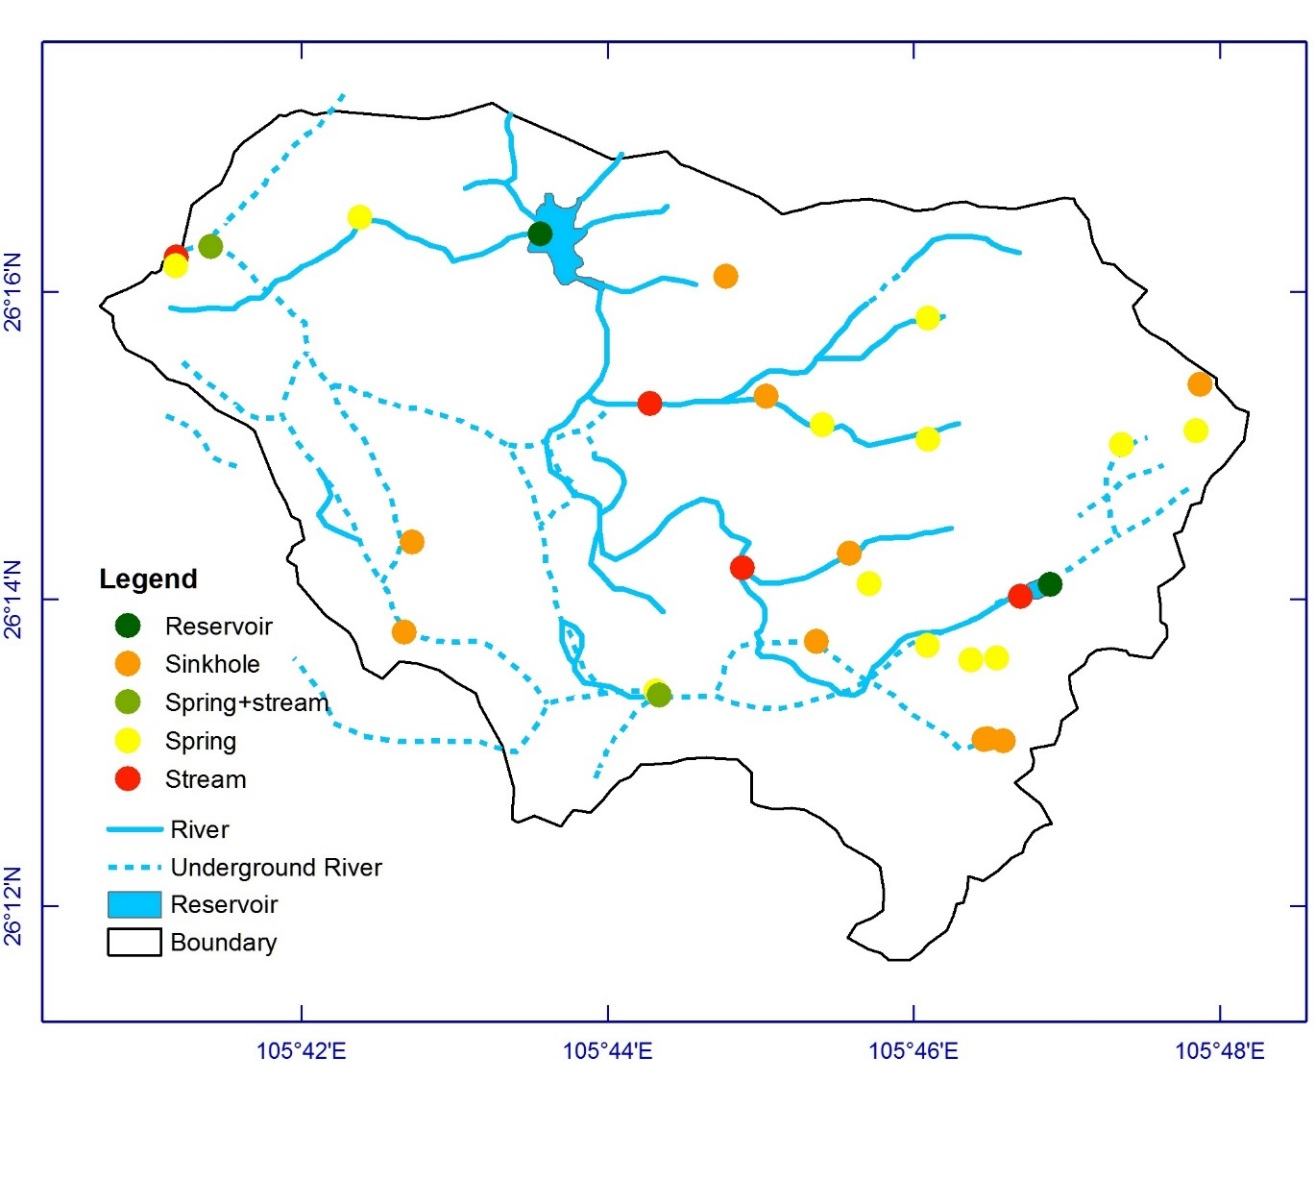 26°16'N
26°14'N
26°12'N
Legend
Reservoir
Sinkhole
Spring+stream
Spring
Stream
River
Underground River
Reservoir
Boundary
105°42'E 105°44'E 105°46'E 105°48'E